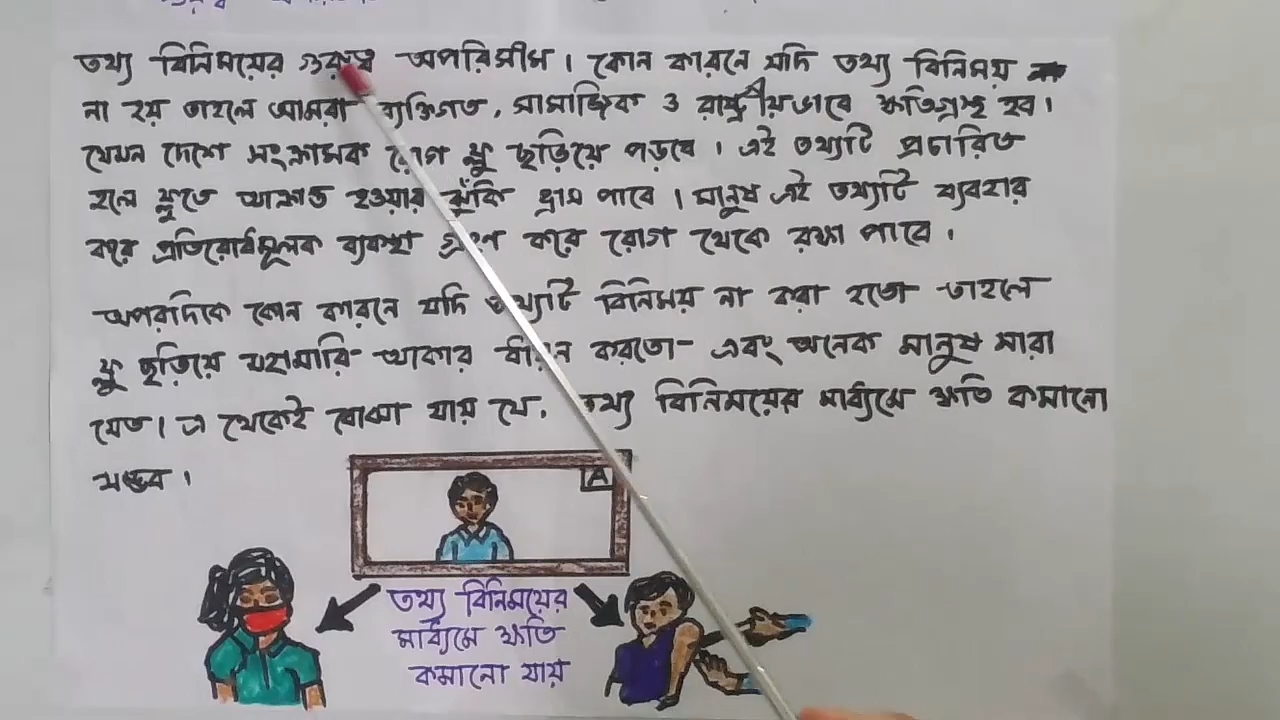 তথ্য বিনিময়ের গুরুত্ব অপরিসীম । কোন কারনে যদি তথ্য বিনিময়
না হয় তাহলে আমরা ব্যক্তিগত, সামাজিক ও রাষ্ট্রীয়ভাবে ক্ষতিগ্রস্থ হব ।
যেমন দেশে সংক্রামক রোগ ফ্লু ছড়িয়ে পড়বে । এই তথ্যটি প্রচারিত
হলে ফ্লুতে আক্রান্ত হওয়ার ঝুঁকি হ্রাস পাবে । মানুষ এই তথ্যটি ব্যবহার
করে প্রতিরোধমূলক ব্যবস্থা গ্রহণ করে রোগ থেকে রক্ষা পাবে ।
অপরদিকে কোন কারনে যদি তথ্যটি বিনিময় না করা হতো তাহলে
ফ্লু ছড়িয়ে মহামারি আকার ধারন করতো এবং অনেক মানুষ মারা
যেত । এ থেকেই বোঝা যায় যে, তথ্য বিনিময়ের মাধ্যমে ক্ষতি কমানো
সম্ভব ।
A
তথ্য বিনিময়ের
মাধ্যমে ক্ষতি
কমানো যায়